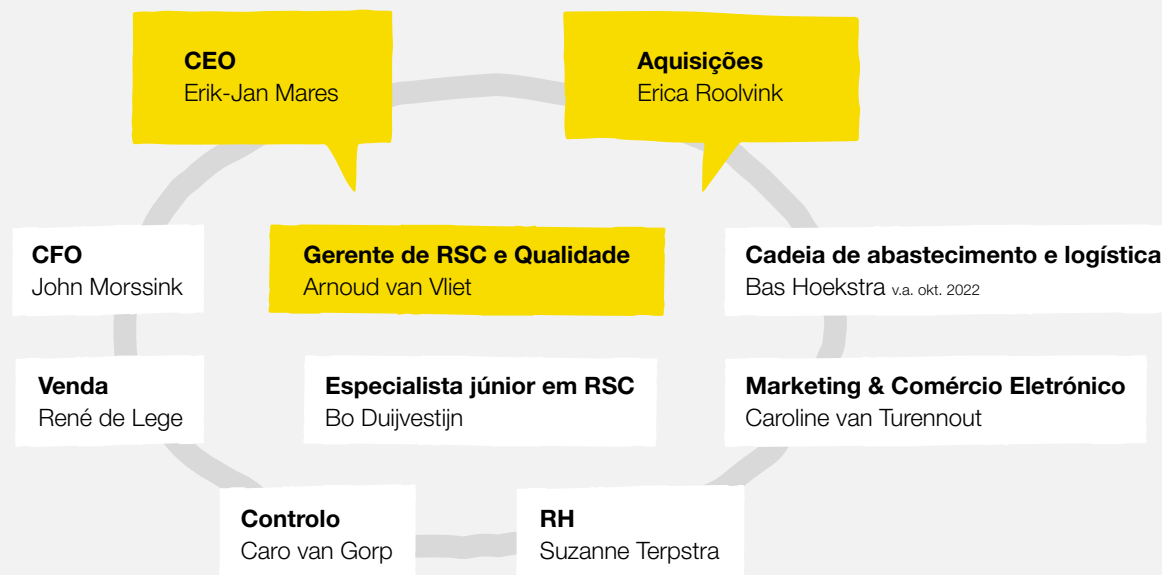 CEO
Erik-Jan Mares
Aquisições
Erica Roolvink
CFO
John Morssink
Gerente de RSC e Qualidade
Arnoud van Vliet
Cadeia de abastecimento e logística
Bas Hoekstra v.a. okt. 2022
Venda
René de Lege
Especialista júnior em RSC
Bo Duijvestijn
Marketing & Comércio Eletrónico
Caroline van Turennout
Controlo
Caro van Gorp
RH
Suzanne Terpstra